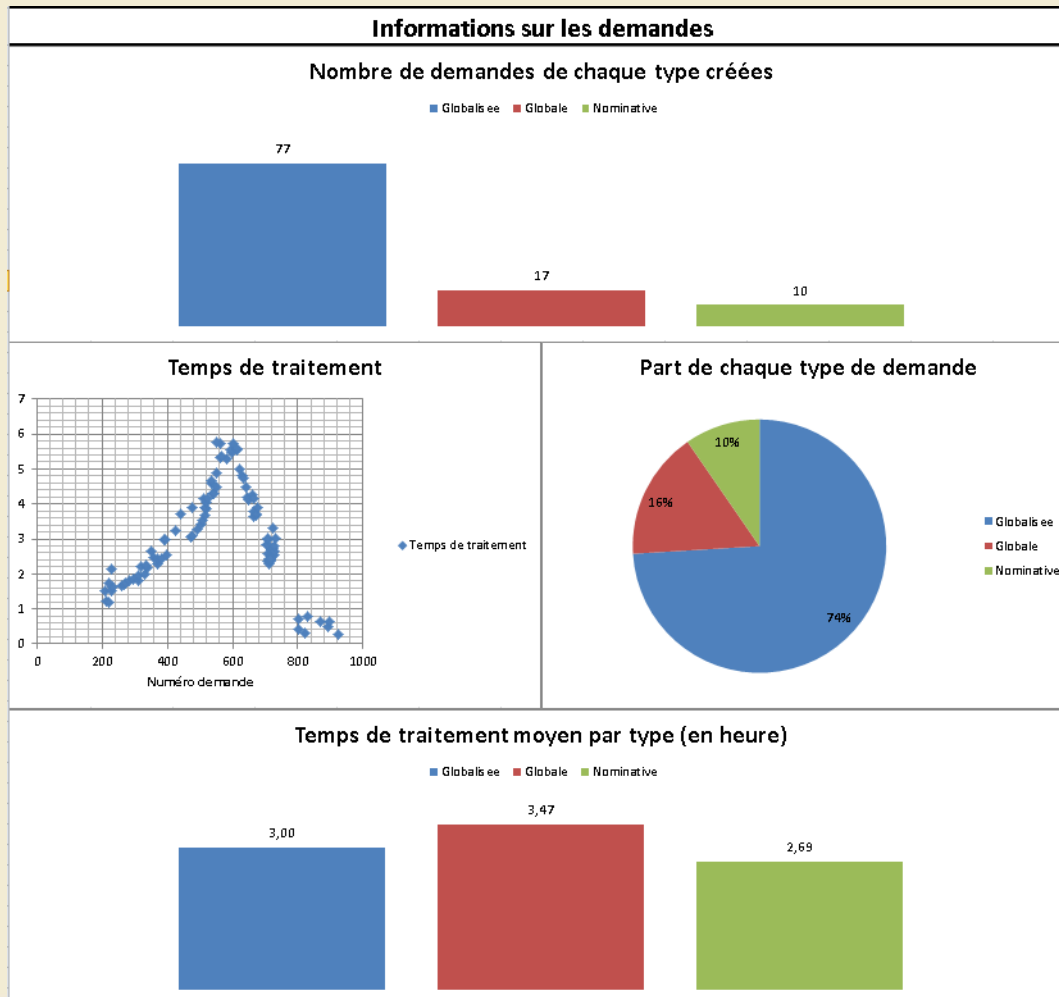 Informations sur les demandes
Nombre de demandes de chaque type créées
Globalisee Globale Nominative
77
17
10
Temps de traitement
7
6
5
4
3
2
1
0
0 200 400 600 800 1000
Numéro demande
Temps de traitement
Part de chaque type de demande
10%
16%
74%
Globalisee
Globale
Nominative
Temps de traitement moyen par type (en heure)
Globalisee Globale Nominative
3,00
3,47
2,69